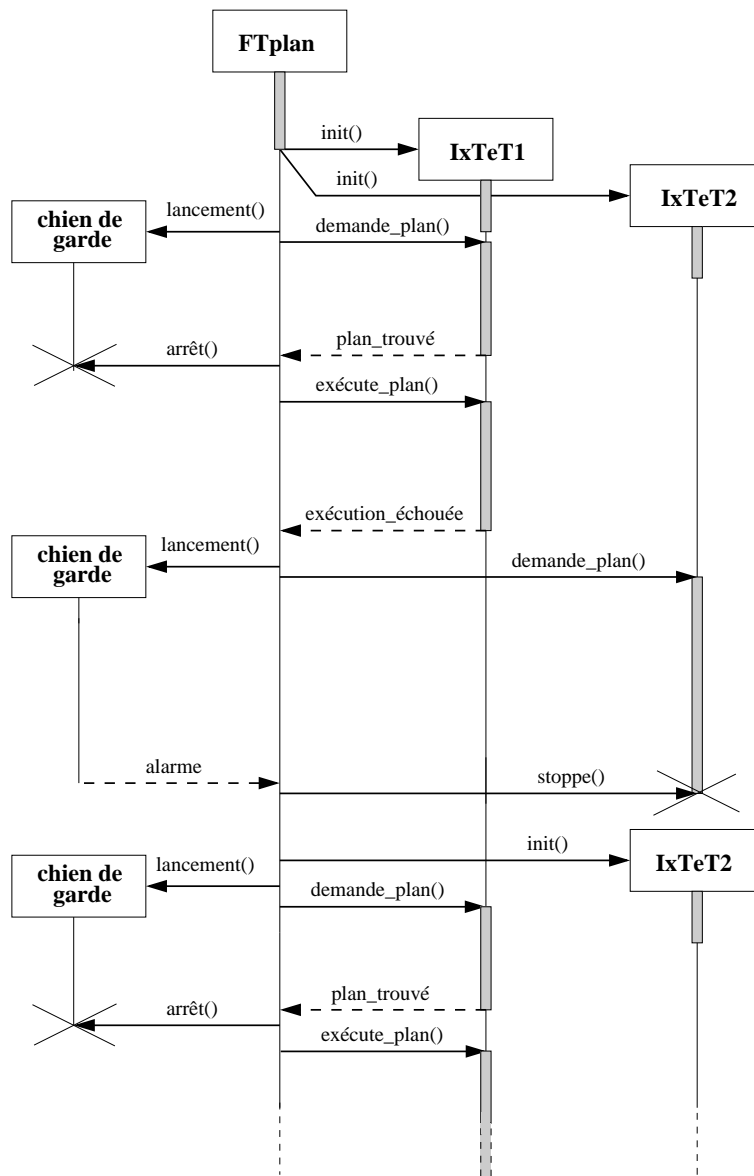 FTplan
init()
IxTeT1
init()
IxTeT2
chien de
garde
lancement()
demande_plan()
plan_trouvé
arrêt()
exécute_plan()
exécution_échouée
chien de
garde
lancement()
demande_plan()
alarme
stoppe()
init()
IxTeT2
chien de
garde
lancement()
demande_plan()
plan_trouvé
arrêt()
exécute_plan()